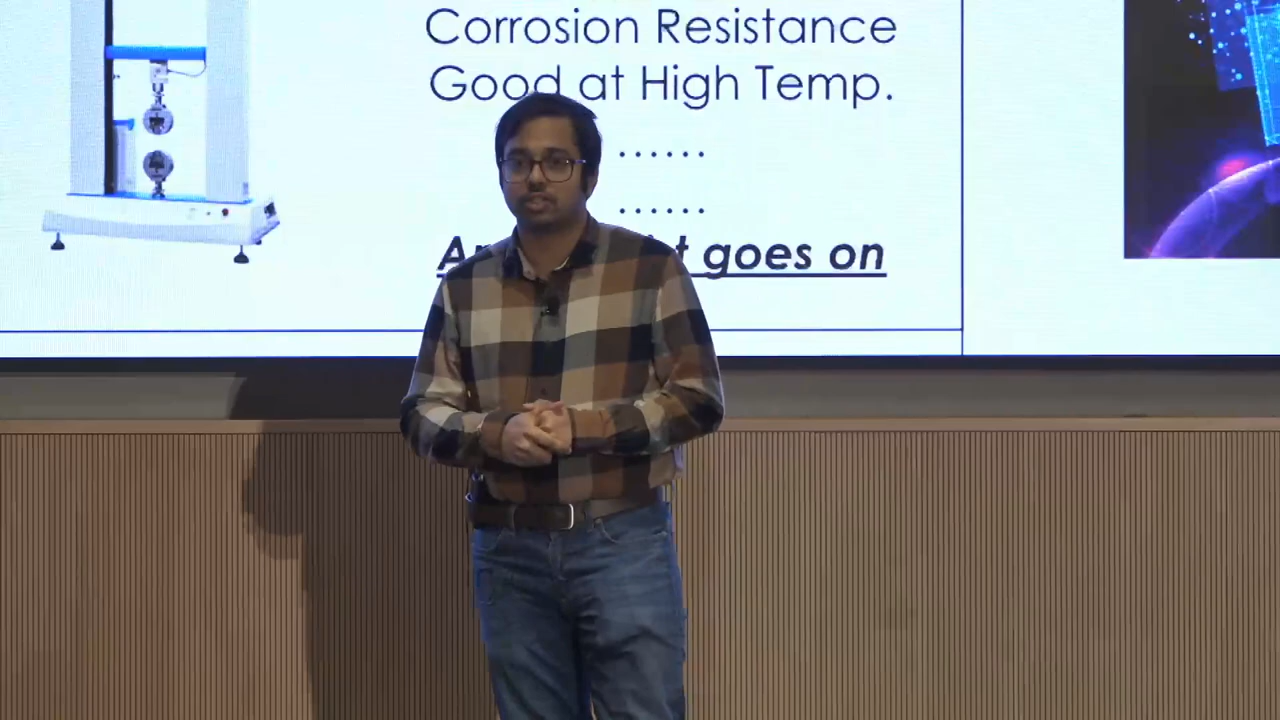 Corrosion Resistance
Good at High Temp.
......
......
goes on